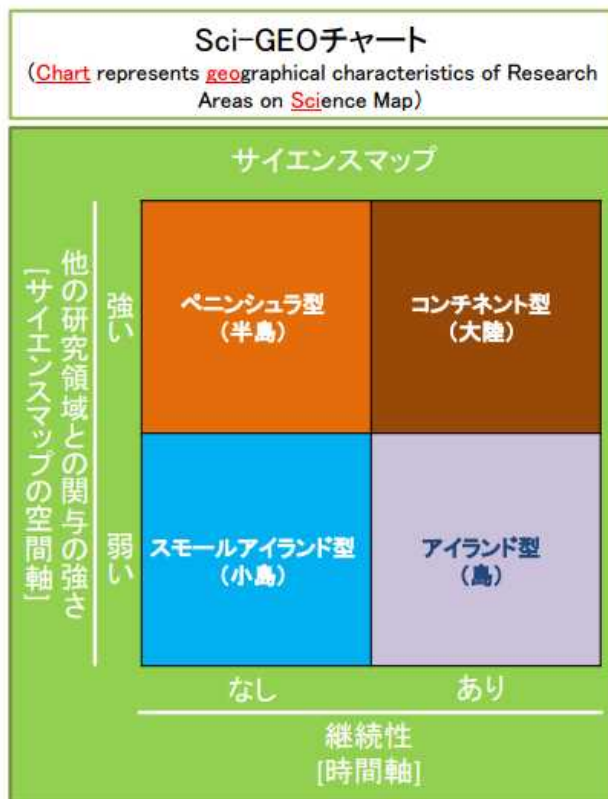 Sci-GEOチャート
(Chart represents geographical characteristics of Research
Areas on Science Map)
サイエンスマップ
他の研究領域との関与の強さ
[サイエンスマップの空間軸]
強い
ペニンシュラ型
(半島)
コンチネント型
(大陸)
弱い
スモールアイランド型
(小島)
アイランド型
(島)
なし
あり
継続性
[時間軸]